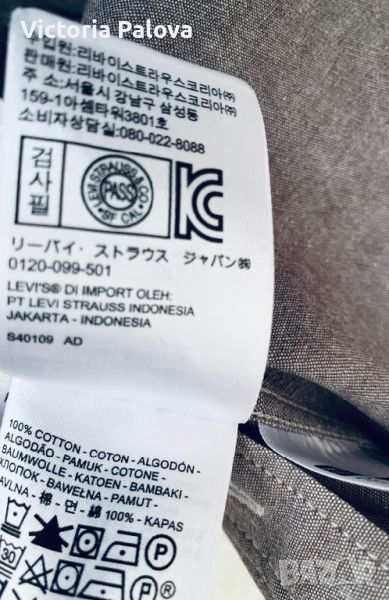 Victoria Palova
수입원:리바이스트라우스코리아㈜
판매원:리바이스트라우스코리아㈜
주 소:서울시 강남구 삼성동
159-1아셈타워3801호
소비자상담실:080-022-8088
검사필
LEVI STRAUSS & CO.
PASS
SF CAL
リーバイ・ストラウス ジャパン㈱
0120-099-501
LEVI'S® DI IMPORT OLEH:
PT LEVI STRAUSS INDONESIA
JAKARTA - INDONESIA
S40109 AD
100% COTTON - COTON - ALGODÓN -
ALGODÃO - PAMUK - COTONE -
BAUMWOLLE - KATOEN - BAMBAKI -
ХЛОПОК - BAWEŁNA - PAMUT -
BAVLNA - 棉 - 면 - 綿 100% - KAPAS
P
30
P